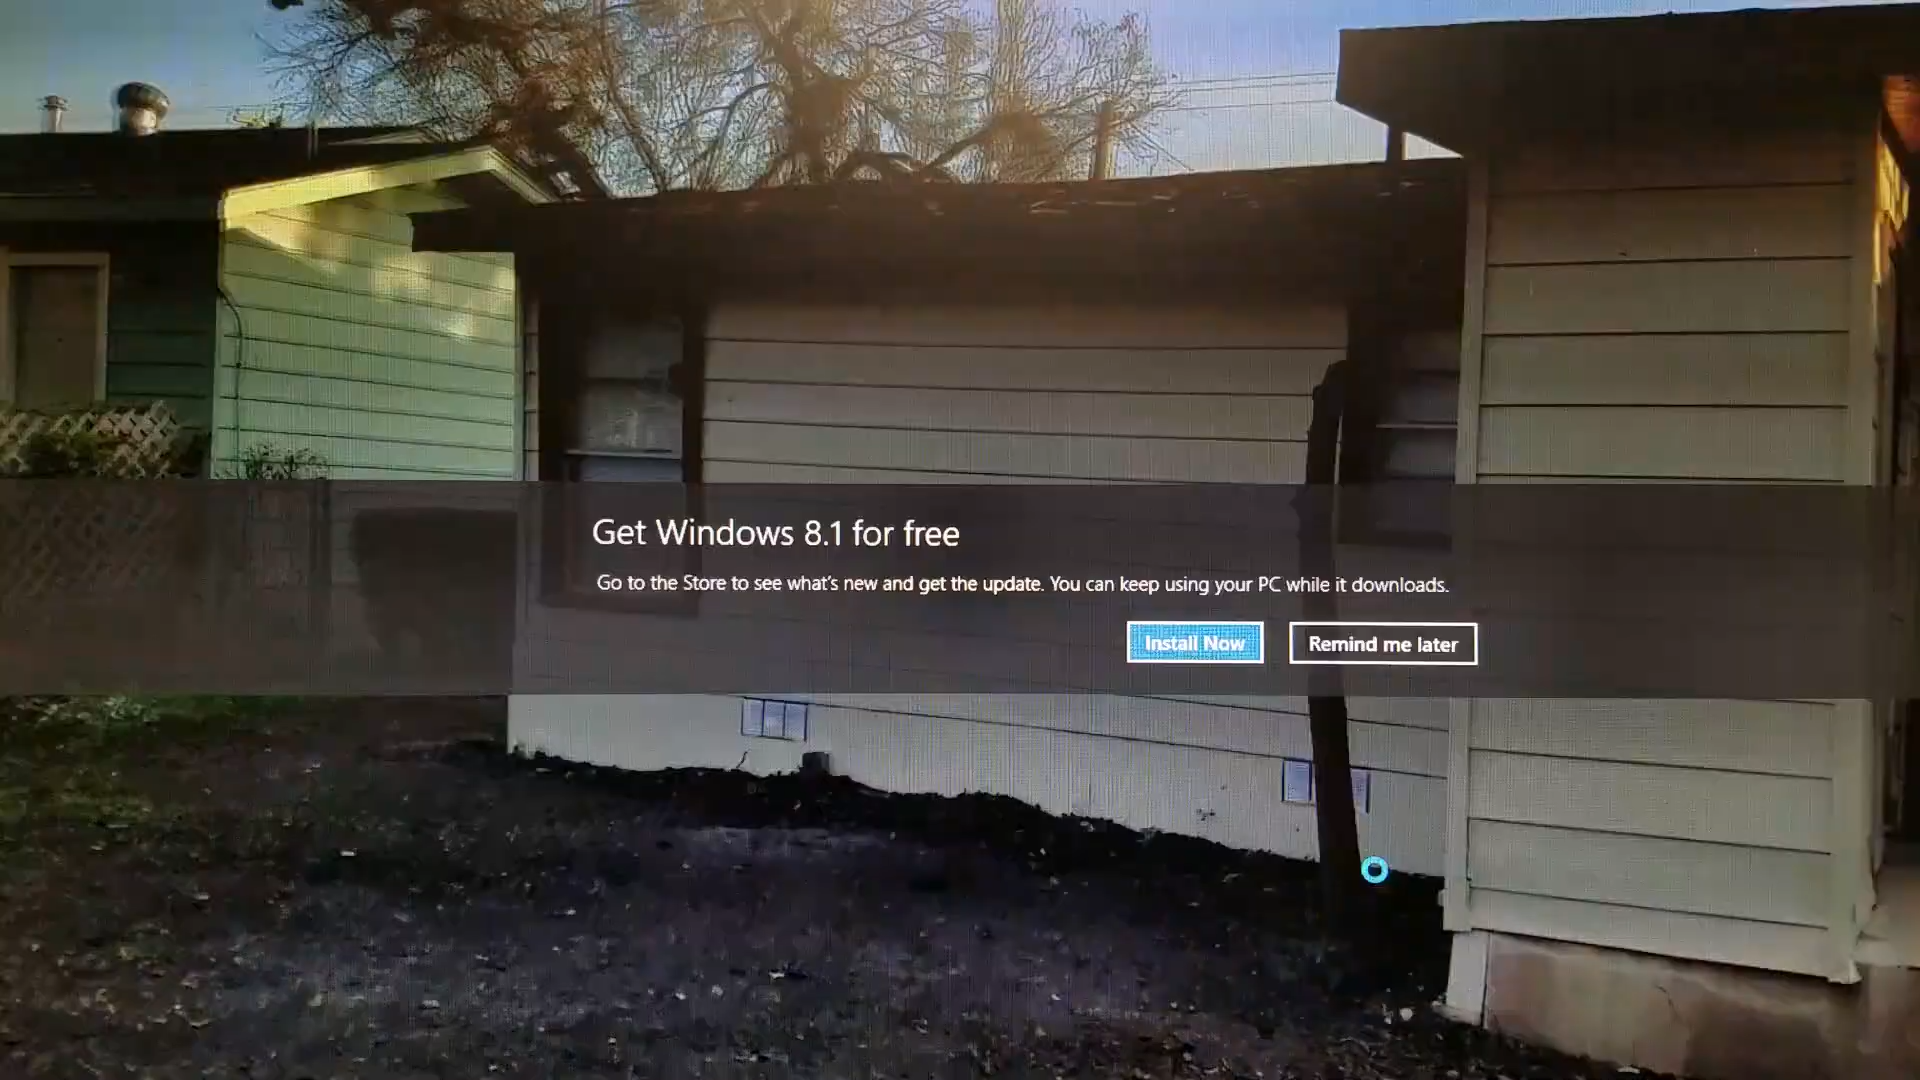 Get Windows 8.1 for free
Go to the Store to see what's new and get the update. You can keep using your PC while it downloads.
Install Now
Remind me later